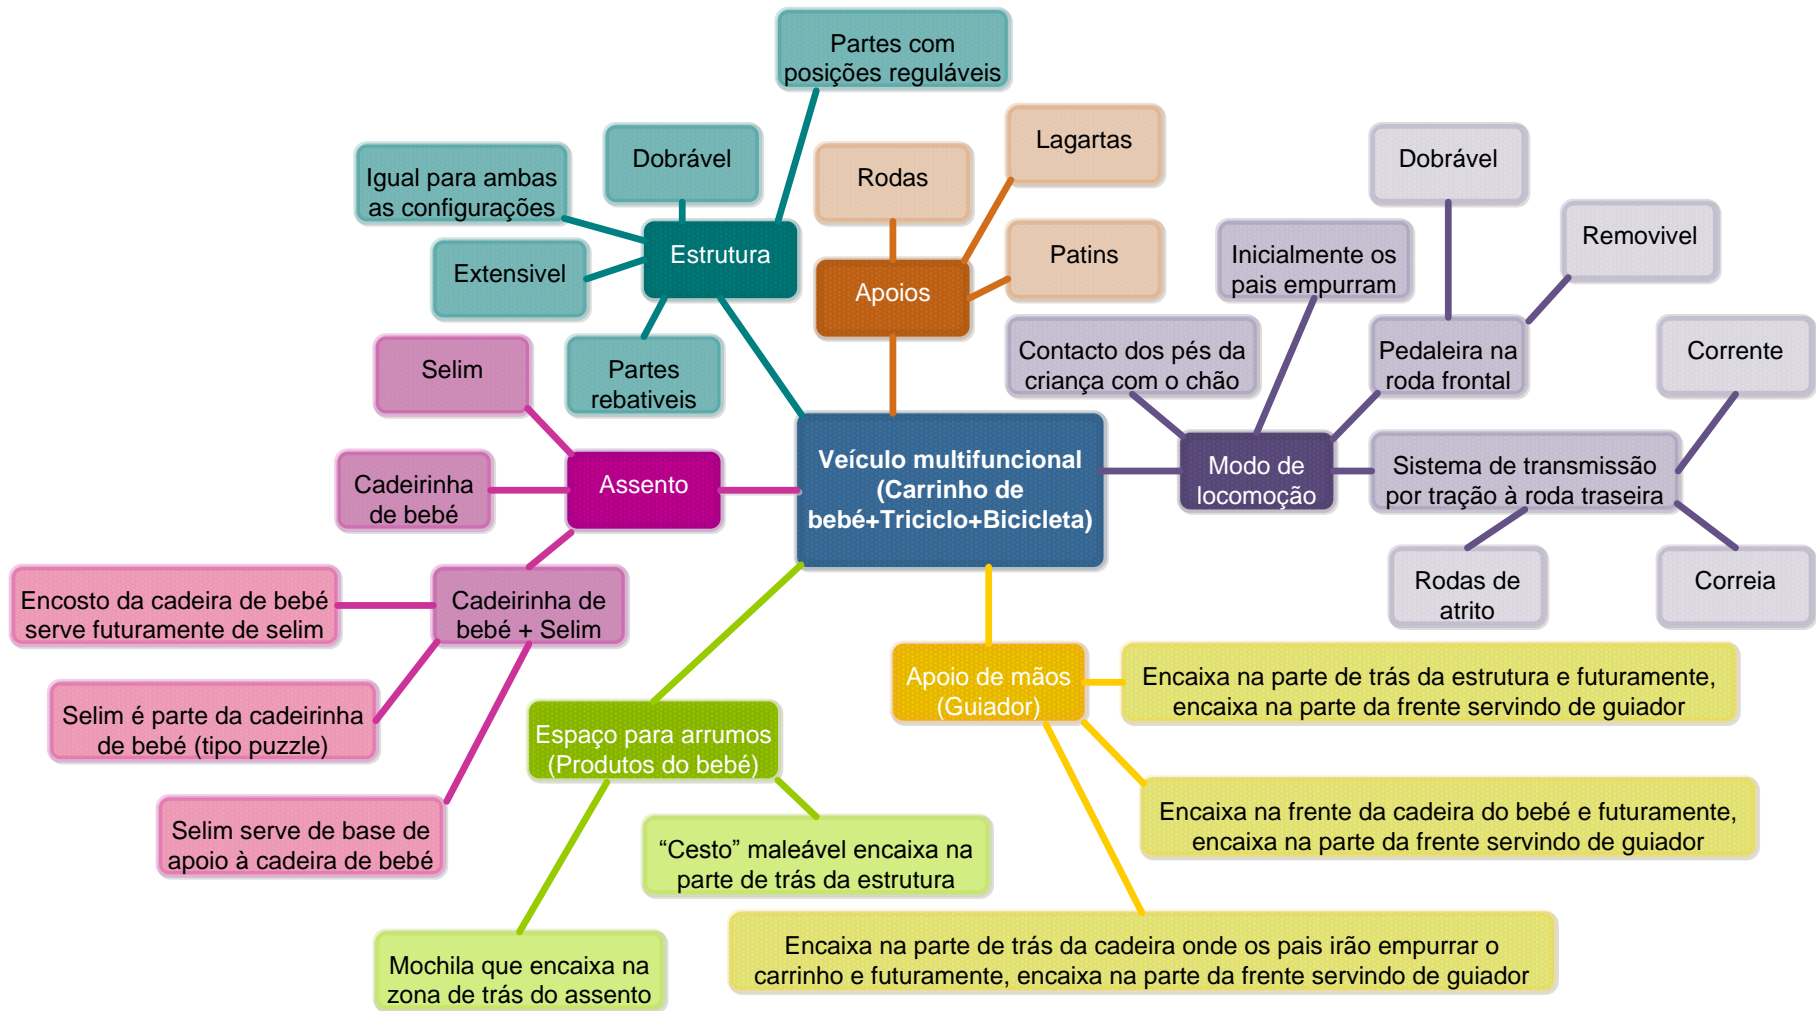 Partes com
posições reguláveis
Lagartas
Dobrável
Dobrável
Rodas
Igual para ambas
as configurações
Removivel
Estrutura
Patins
Inicialmente os
pais empurram
Extensivel
Apoios
Selim
Partes
rebativeis
Contacto dos pés da
criança com o chão
Pedaleira na
roda frontal
Corrente
Cadeirinha
de bebé
Assento
Veículo multifuncional
(Carrinho de
bebé+Triciclo+Bicicleta)
Modo de
locomoção
Sistema de transmissão
por tração à roda traseira
Rodas de
atrito
Correia
Encosto da cadeira de bebé
serve futuramente de selim
Cadeirinha de
bebé + Selim
Apoio de mãos
(Guiador)
Encaixa na parte de trás da estrutura e futuramente,
encaixa na parte da frente servindo de guiador
Selim é parte da cadeirinha
de bebé (tipo puzzle)
Espaço para arrumos
(Produtos do bebé)
Encaixa na frente da cadeira do bebé e futuramente,
encaixa na parte da frente servindo de guiador
Selim serve de base de
apoio à cadeira de bebé
“Cesto” maleável encaixa na
parte de trás da estrutura
Encaixa na parte de trás da cadeira onde os pais irão empurrar o
carrinho e futuramente, encaixa na parte da frente servindo de guiador
Mochila que encaixa na
zona de trás do assento